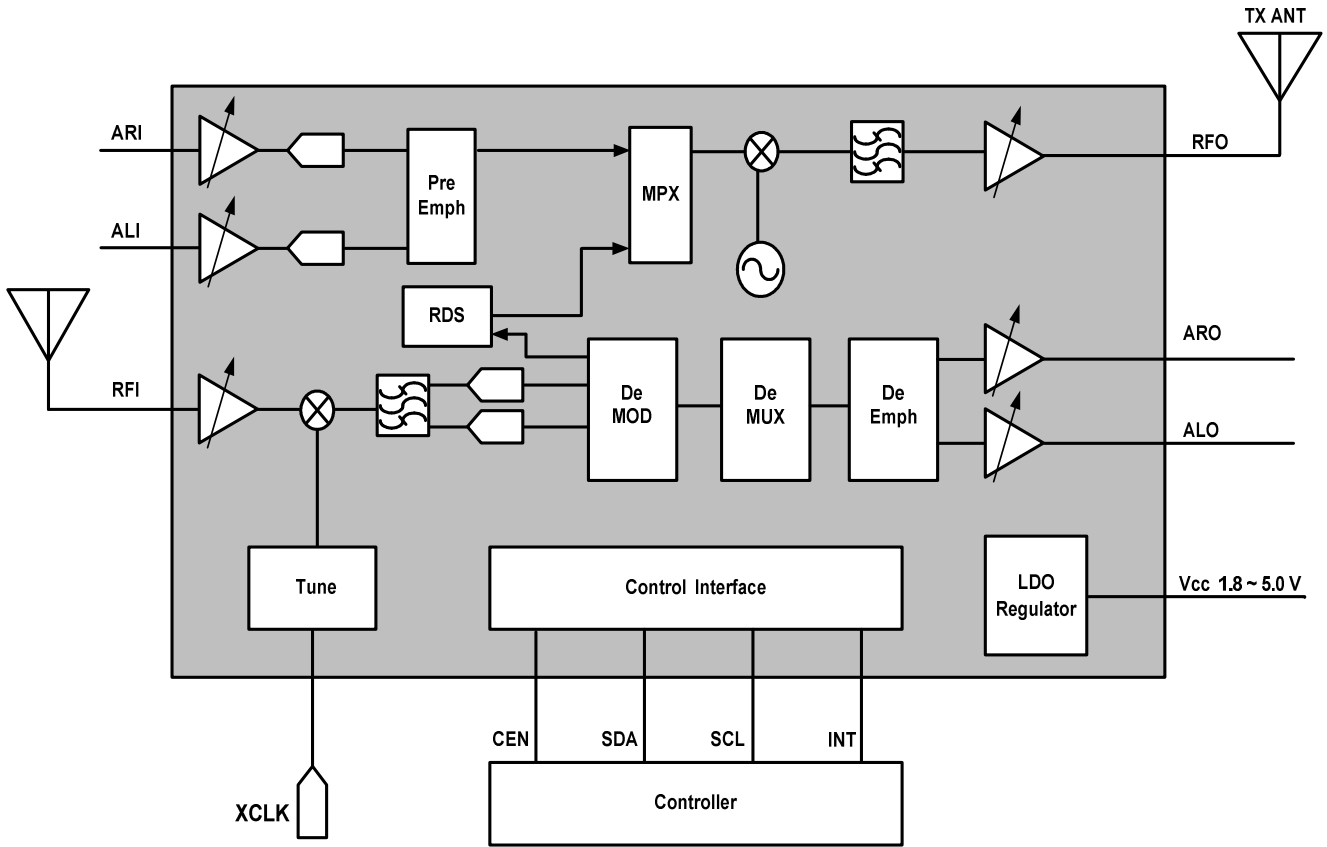 TX ANT
ARI
RFO
Pre
Emph
MPX
ALI
RDS
ARO
RFI
De
MOD
De
MUX
De
Emph
ALO
Tune
Control Interface
LDO
Regulator
Vcc 1.8 ~ 5.0 V
CEN
SDA
SCL
INT
XCLK
Controller